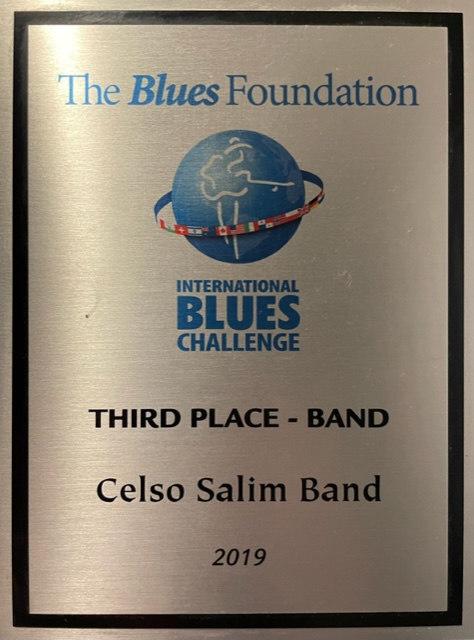 The Blues Foundation
INTERNATIONAL
BLUES
CHALLENGE
THIRD PLACE - BAND
Celso Salim Band
2019